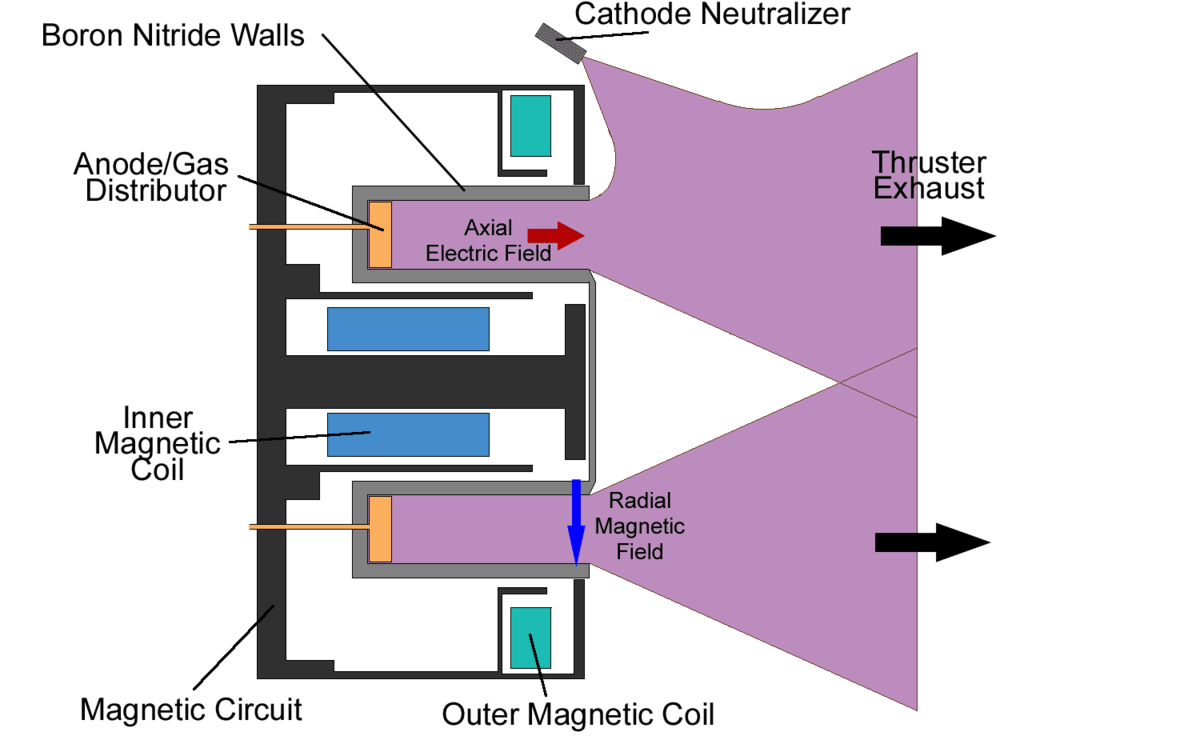 Cathode Neutralizer
Boron Nitride Walls
Anode/Gas
Distributor
Thruster
Exhaust
Axial
Electric Field
Inner
Magnetic
Coil
Radial
Magnetic
Field
Magnetic Circuit
Outer Magnetic Coil